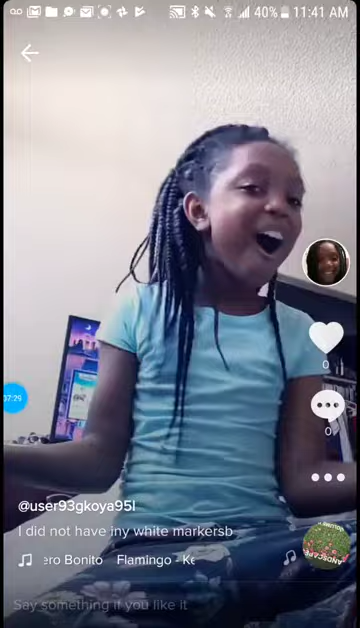 40% 11:41 AM
0
07:29
0
@user93gkoya95l
I did not have iny white markersb
ero Bonito Flamingo - Ke
Say something if you like it